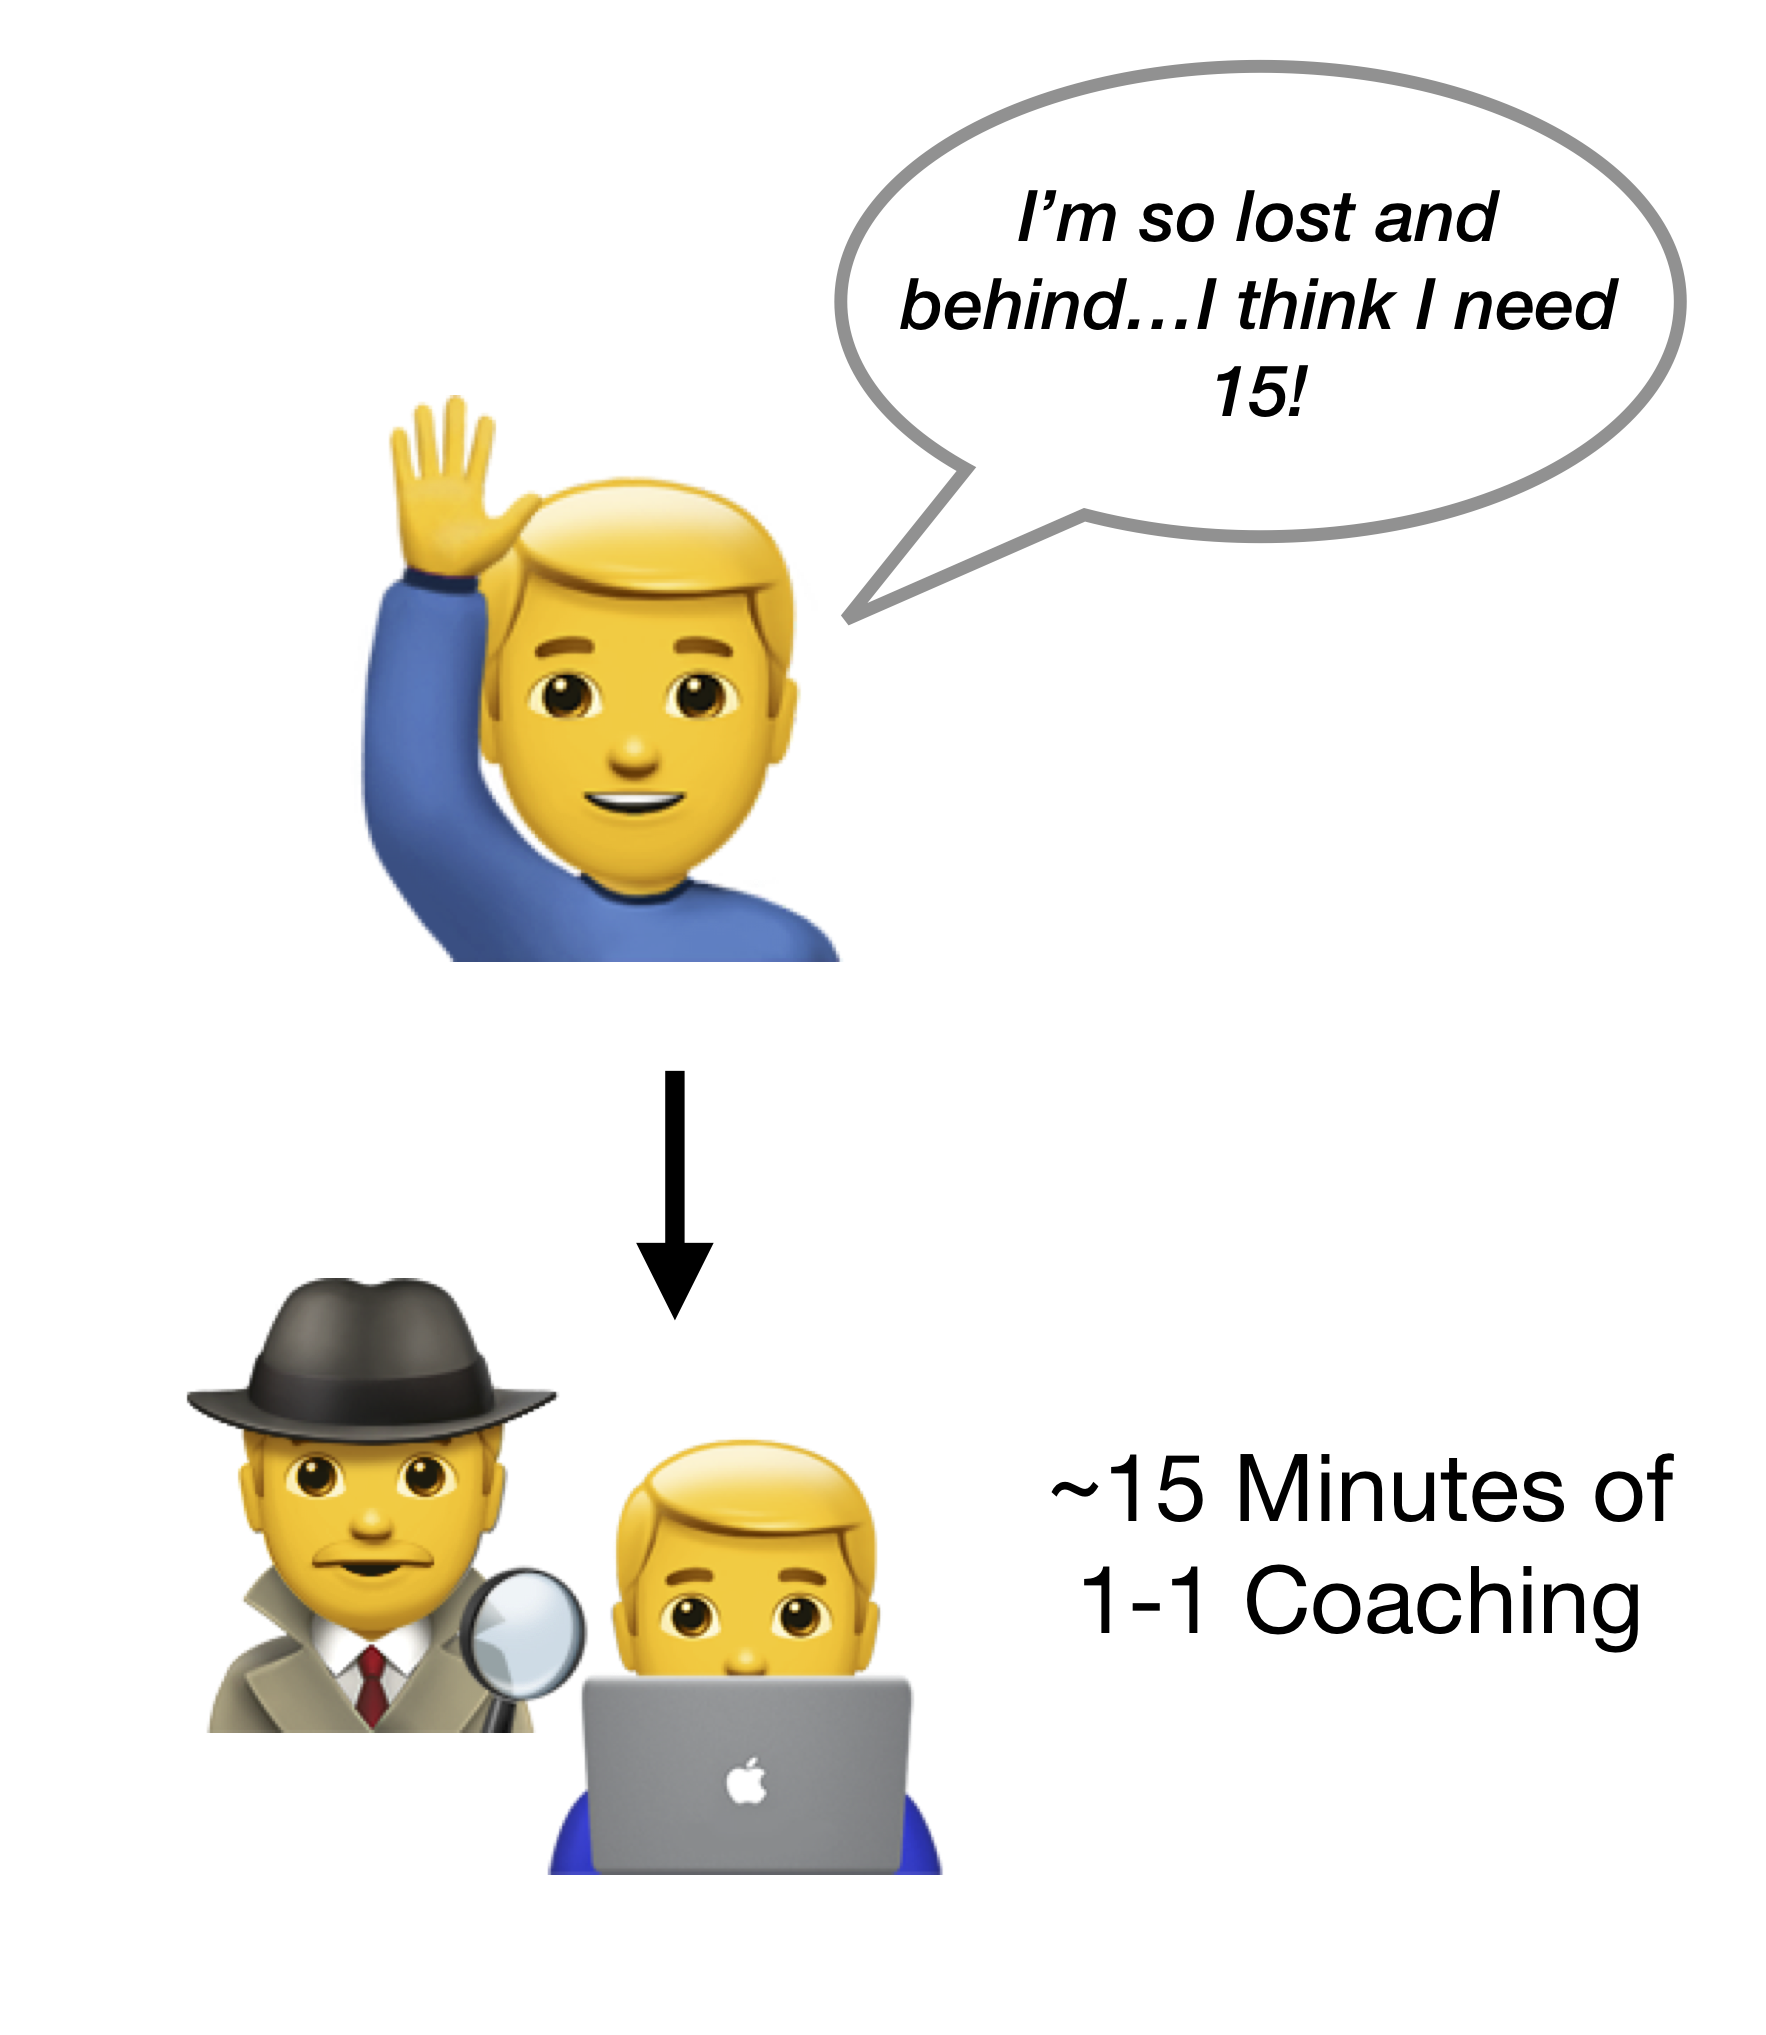 I’m so lost and
behind…I think I need
15!
~15 Minutes of
1-1 Coaching